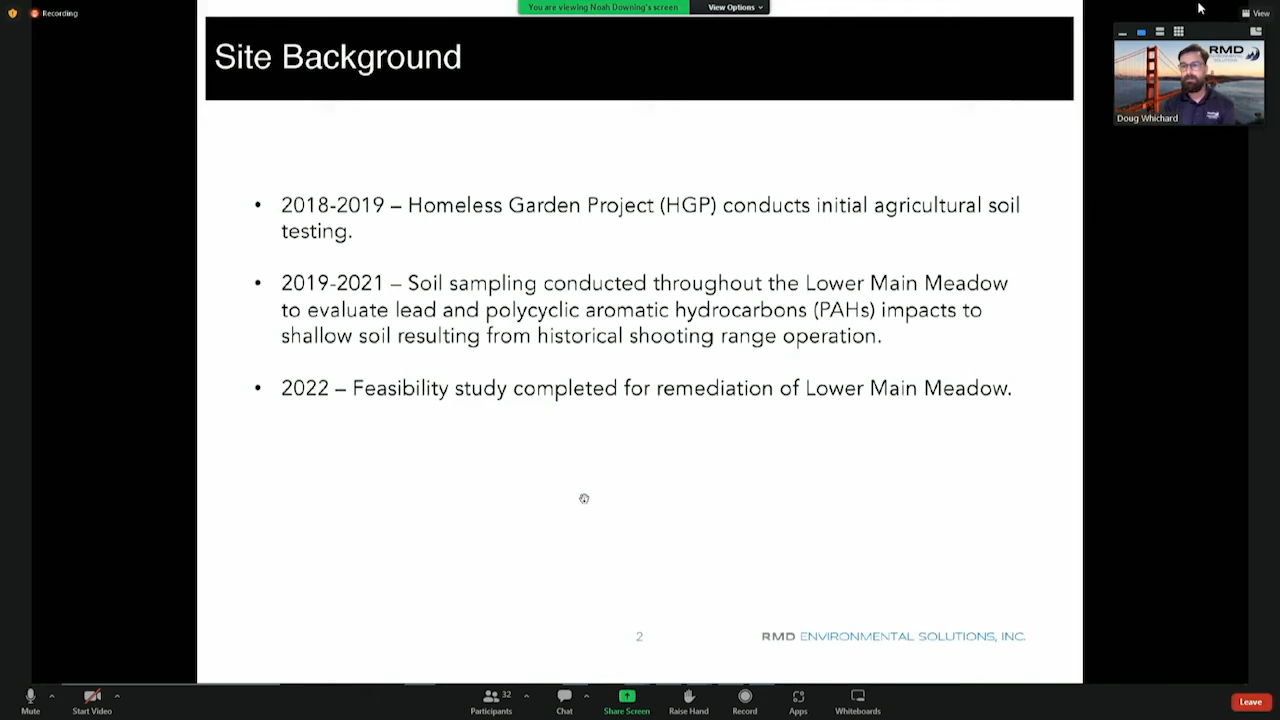 Recording
You are viewing Noah Downing's screen
View Options
View
Site Background
RMD
Doug Whichard
• 2018-2019 – Homeless Garden Project (HGP) conducts initial agricultural soil
testing.
• 2019-2021 – Soil sampling conducted throughout the Lower Main Meadow
to evaluate lead and polycyclic aromatic hydrocarbons (PAHs) impacts to
shallow soil resulting from historical shooting range operation.
• 2022 – Feasibility study completed for remediation of Lower Main Meadow.
2
RMD ENVIRONMENTAL SOLUTIONS, INC.
Mute
Start Video
32
Participants
Chat
Share Screen
Raise Hand
Record
Apps
Whiteboards
Leave